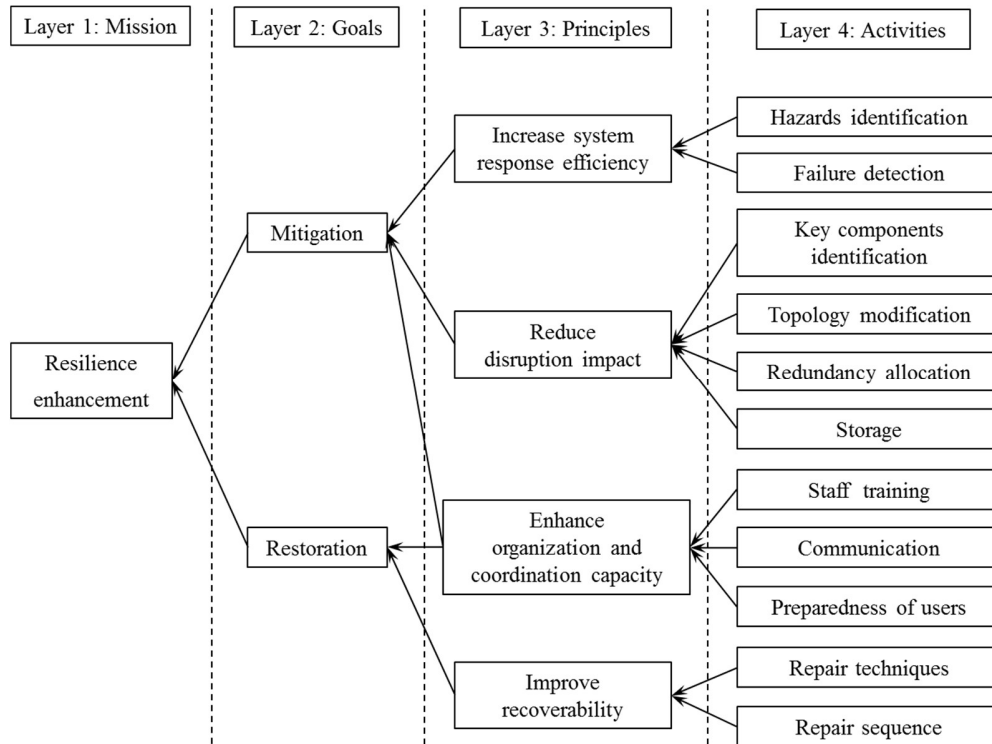 Layer 1: Mission
Layer 2: Goals
Layer 3: Principles
Layer 4: Activities
Resilience
enhancement
Mitigation
Restoration
Increase system
response efficiency
Reduce
disruption impact
Enhance
organization and
coordination capacity
Improve
recoverability
Hazards identification
Failure detection
Key components
identification
Topology modification
Redundancy allocation
Storage
Staff training
Communication
Preparedness of users
Repair techniques
Repair sequence